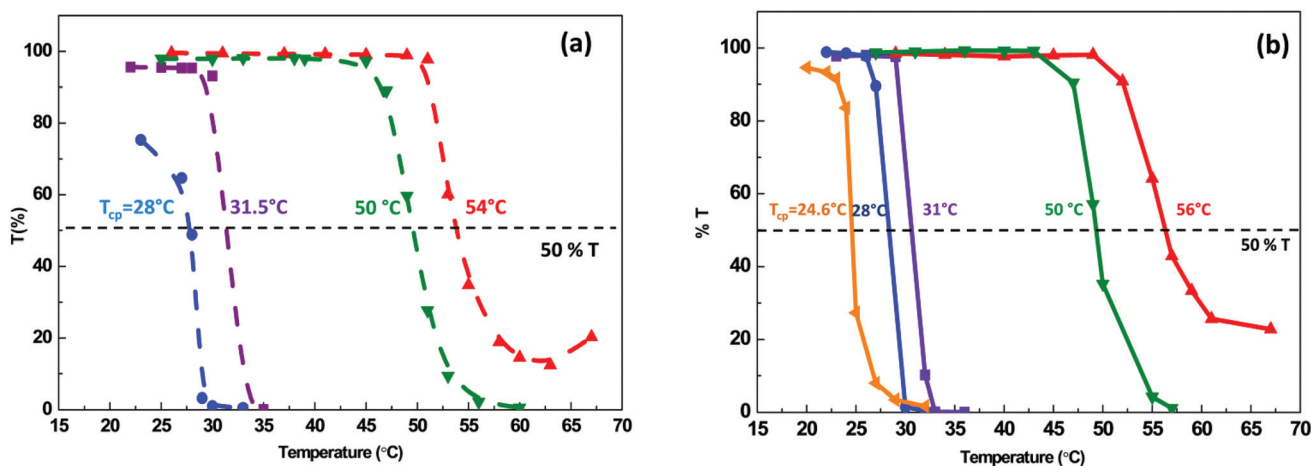 (a)
T(%)
100
80
60
40
20
0
T_cp=28°C
31.5°C
50 °C
54°C
50 % T
15 20 25 30 35 40 45 50 55 60 65 70
Temperature (°C)
(b)
% T
100
80
60
40
20
0
T_cp=24.6°C
28°C
31°C
50 °C
56°C
50 % T
15 20 25 30 35 40 45 50 55 60 65 70
Temperature (°C)